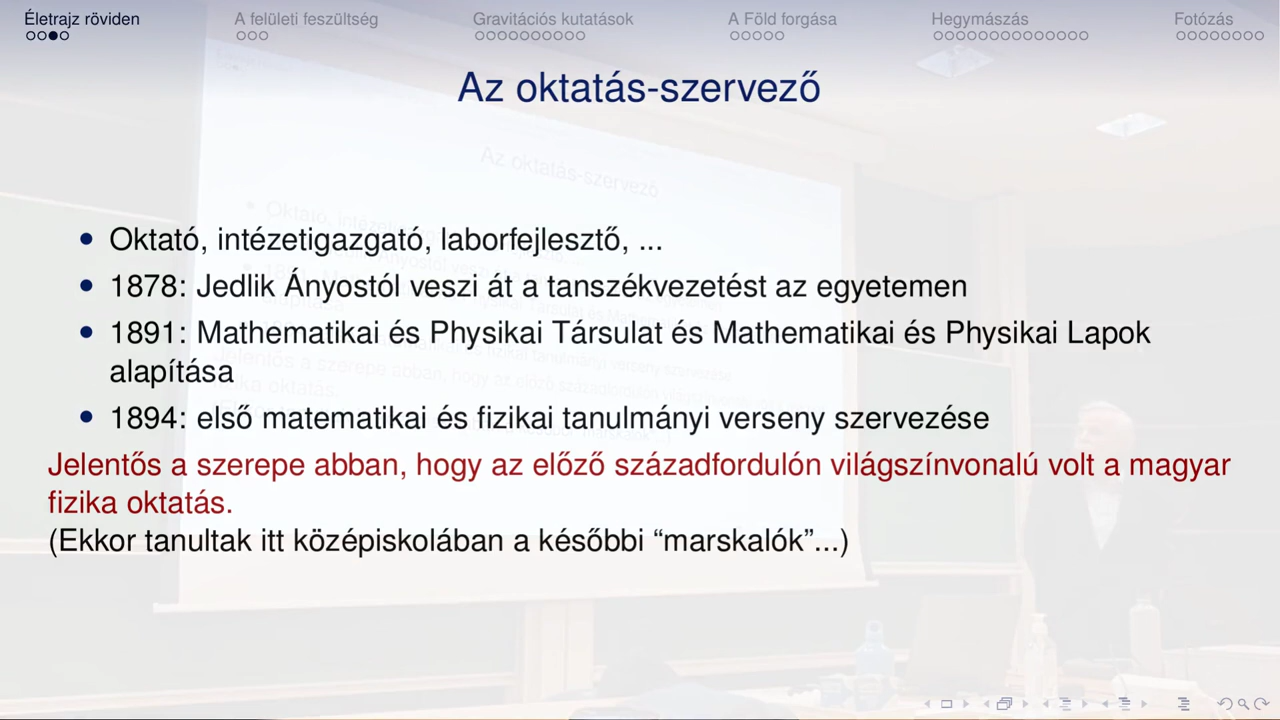 Életrajz röviden A felületi feszültség Gravitációs kutatások A Föld forgása Hegymászás Fotózás
Az oktatás-szervező
• Oktató, intézetigazgató, laborfejlesztő, ...
• 1878: Jedlik Ányostól veszi át a tanszékvezetést az egyetemen
• 1891: Mathematikai és Physikai Társulat és Mathematikai és Physikai Lapok
alapítása
• 1894: első matematikai és fizikai tanulmányi verseny szervezése
Jelentős a szerepe abban, hogy az előző századfordulón világszínvonalú volt a magyar
fizika oktatás.
(Ekkor tanultak itt középiskolában a későbbi “marskalók”...)
Az oktatás-szervező